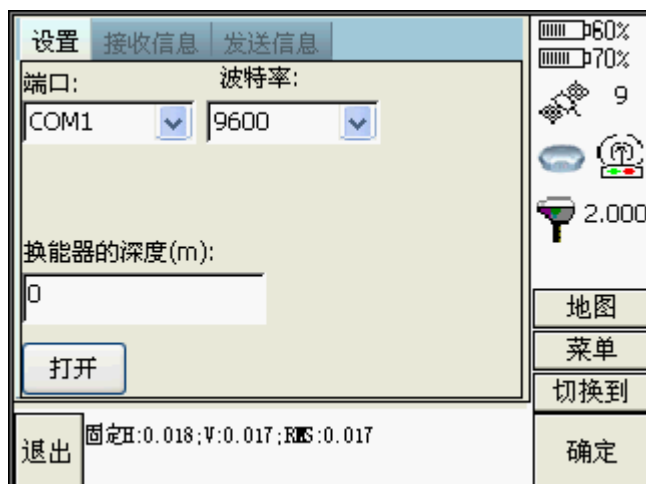 设置 接收信息 发送信息
端口: 波特率:
COM1 9600
换能器的深度(m):
0
打开
退出 固定H:0.018;V:0.017;RMS:0.017
60%
70%
9
2.000
地图
菜单
切换到
确定